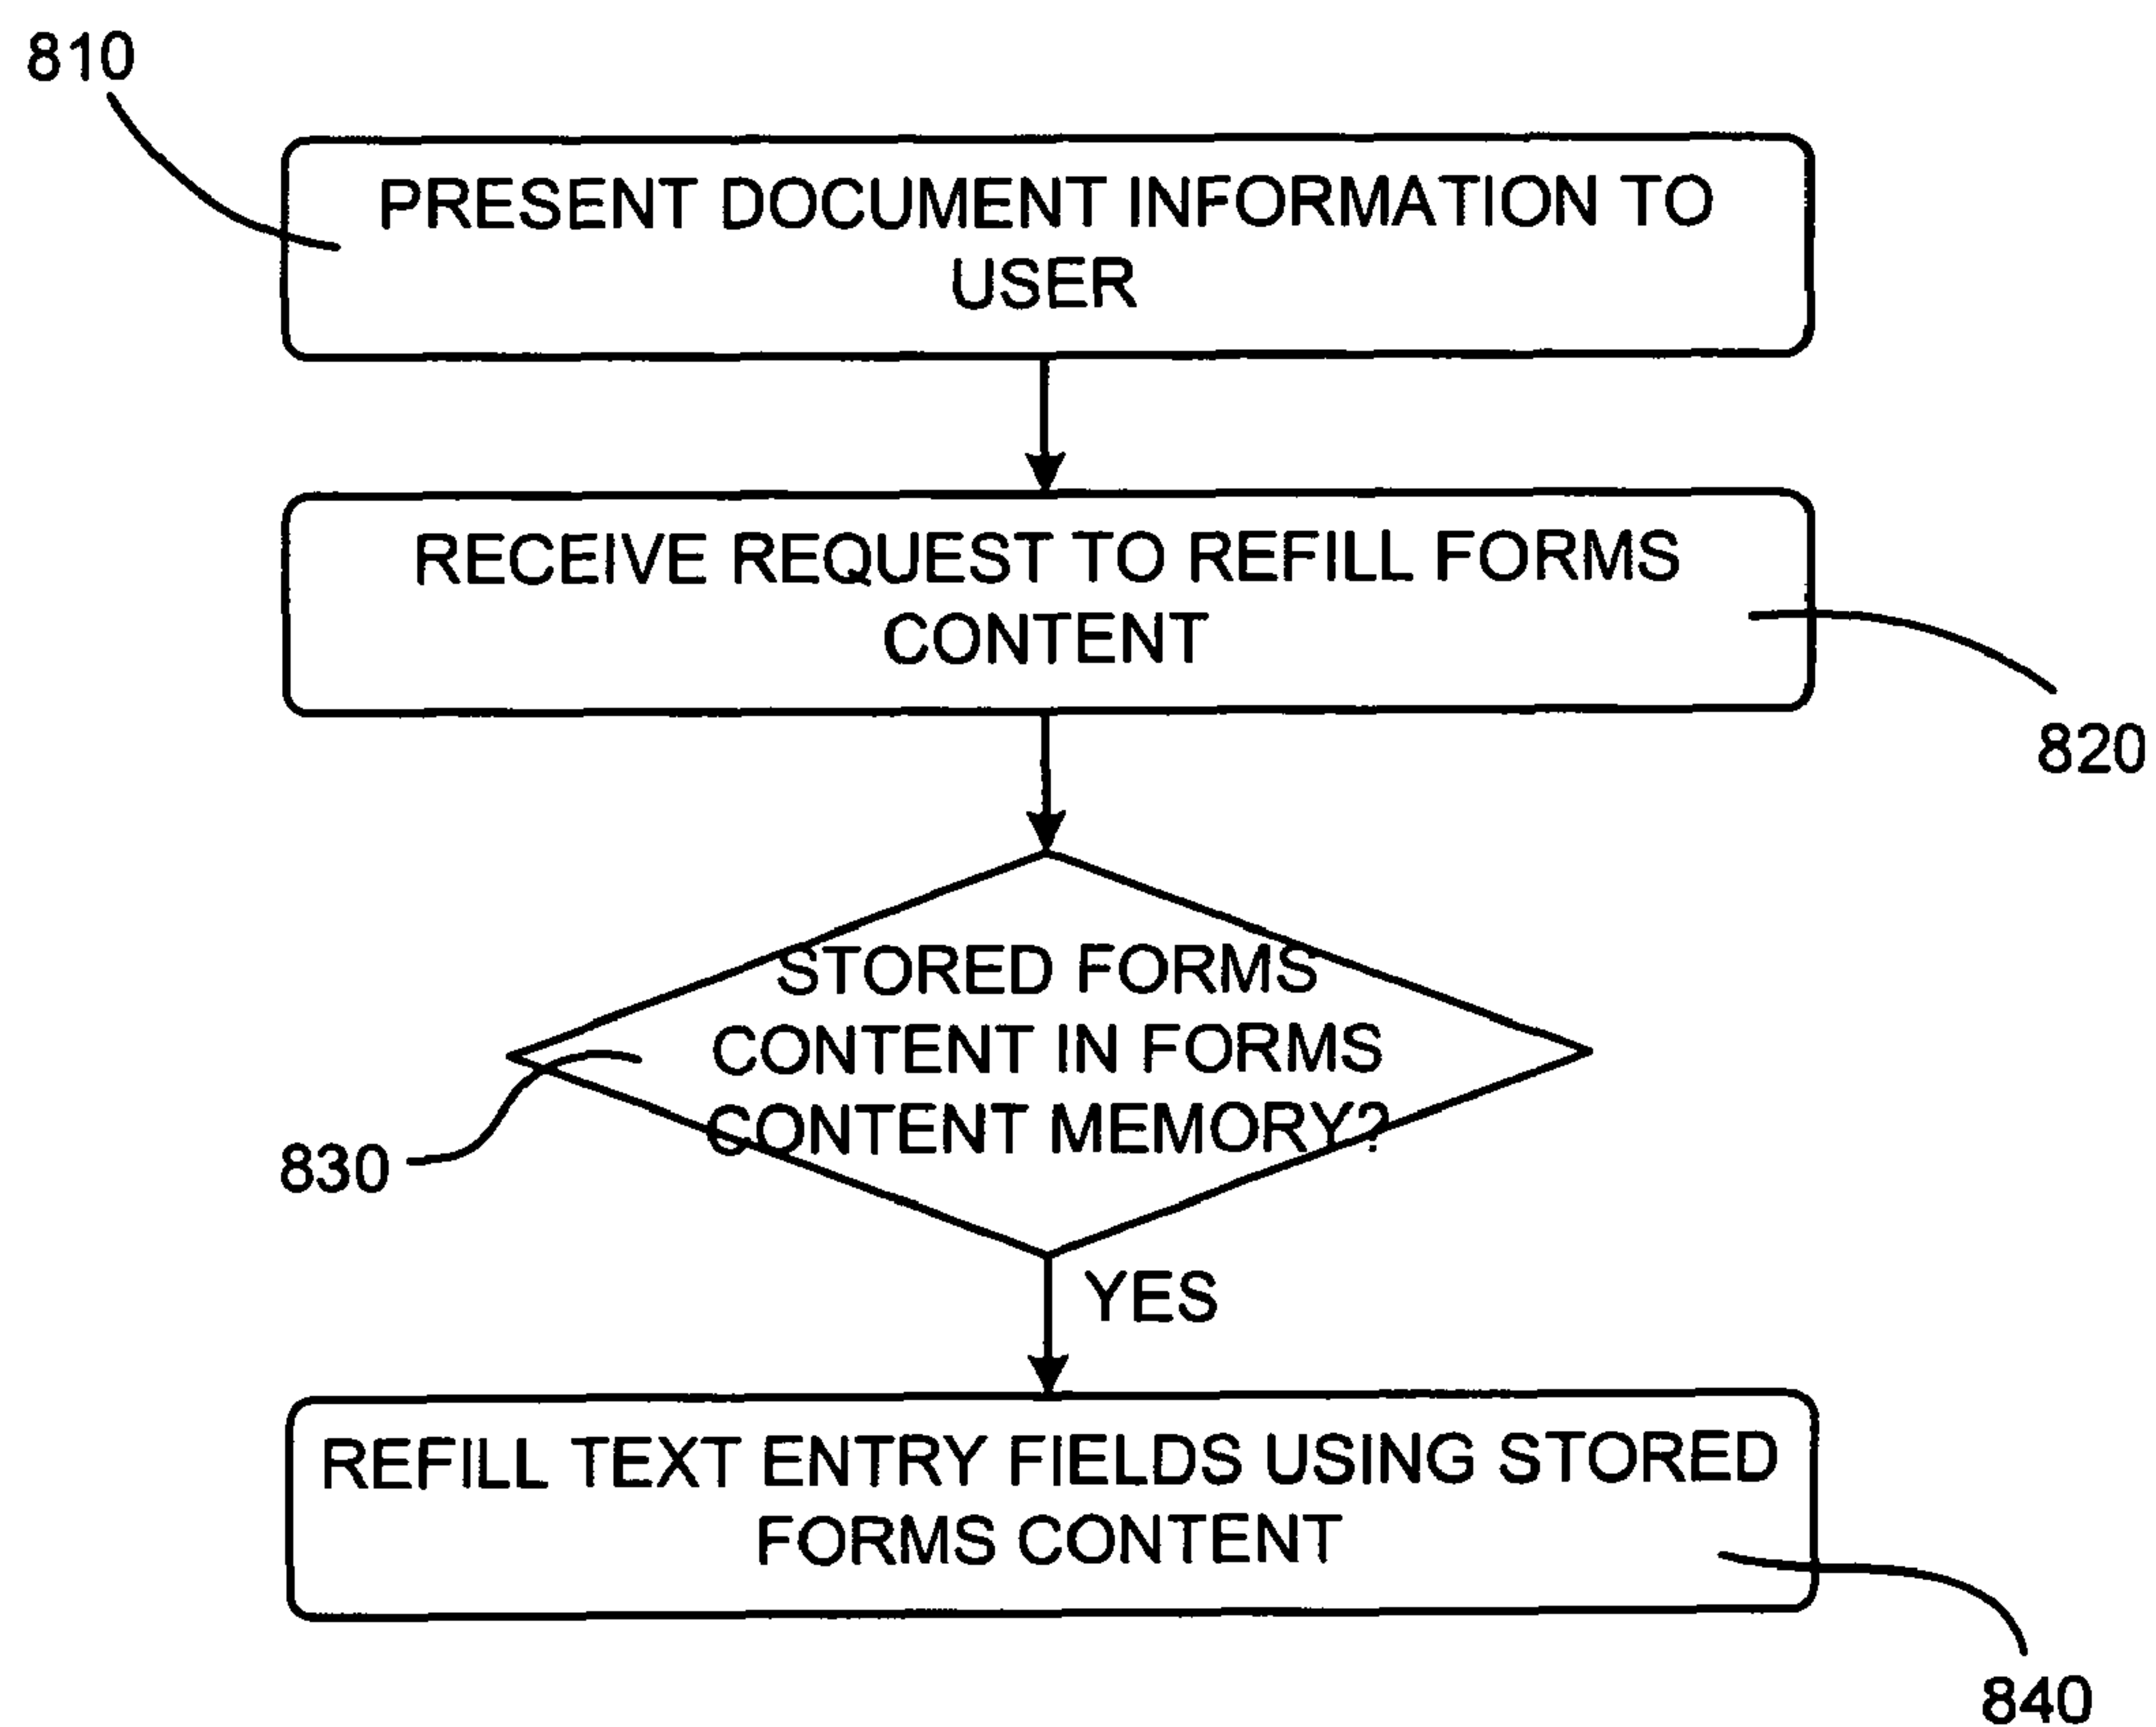 810
PRESENT DOCUMENT INFORMATION TO
USER
RECEIVE REQUEST TO REFILL FORMS
CONTENT
820
STORED FORMS
CONTENT IN FORMS
CONTENT MEMORY?
830
YES
REFILL TEXT ENTRY FIELDS USING STORED
FORMS CONTENT
840